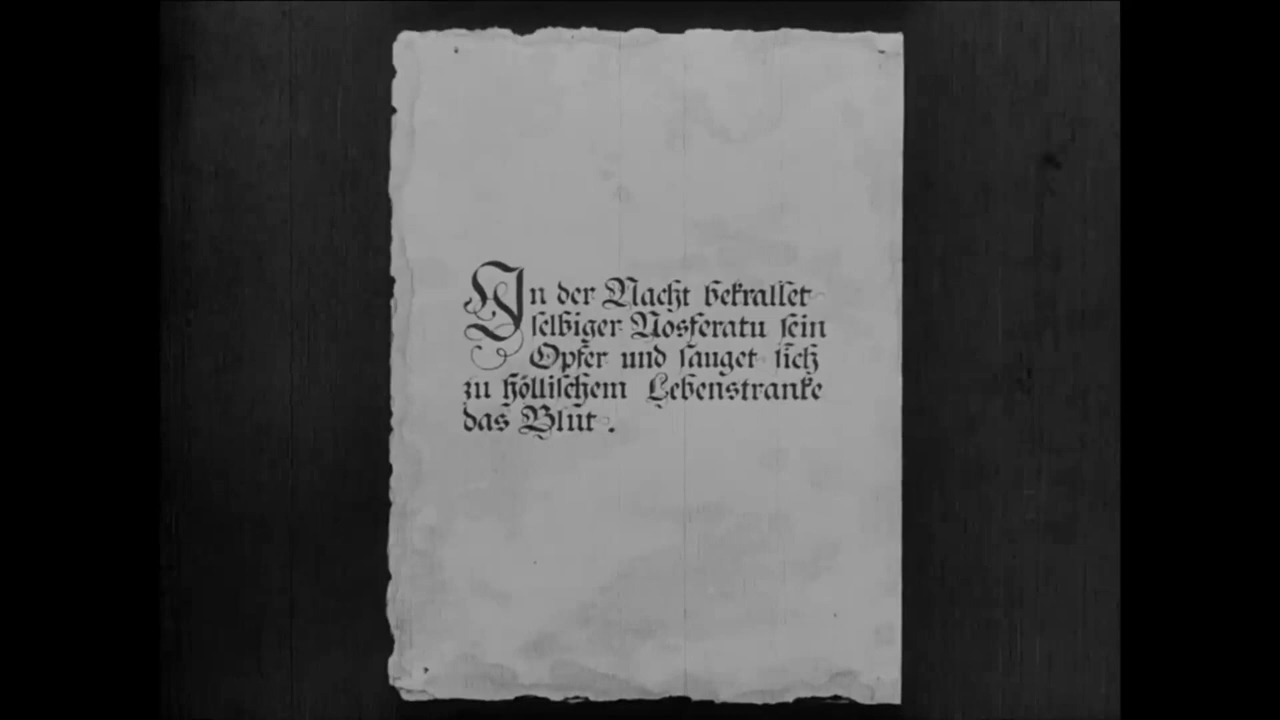 In der Nacht bekrallet
selbiger Nosferatu sein
Opfer und sauget sich
zu höllischem Lebenstranke
das Blut.